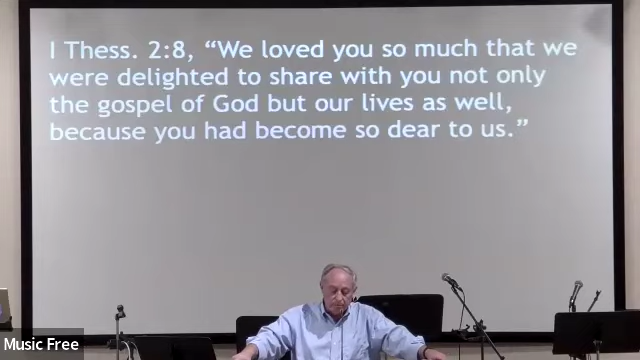 I Thess. 2:8, “We loved you so much that we
were delighted to share with you not only
the gospel of God but our lives as well,
because you had become so dear to us.”
Music Free